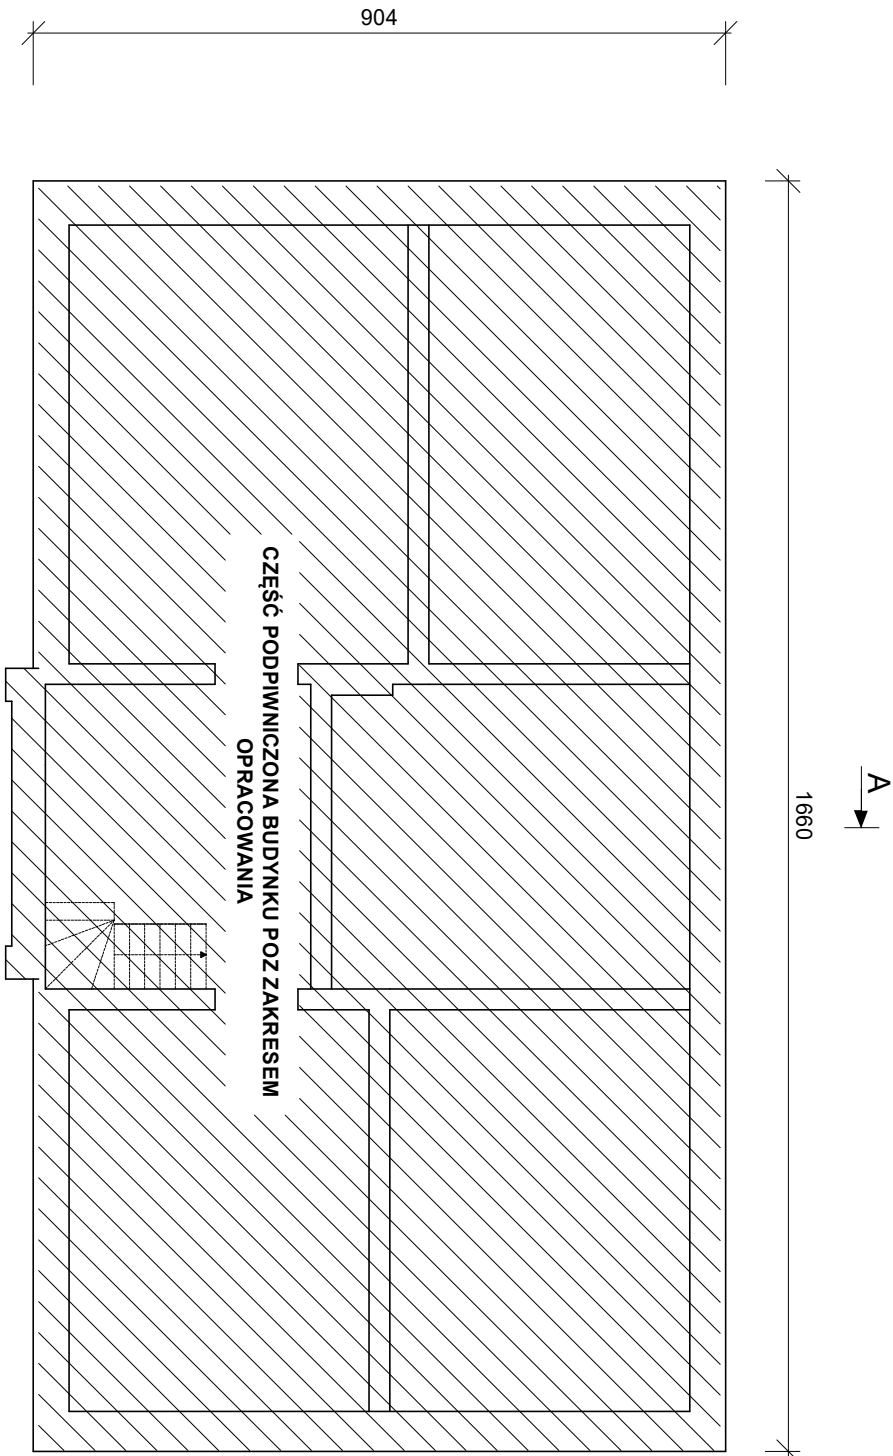 904
A
1660
CZĘŚĆ PODPIWNICZONA BUDYNKU POZ ZAKRESEM
OPRACOWANIA